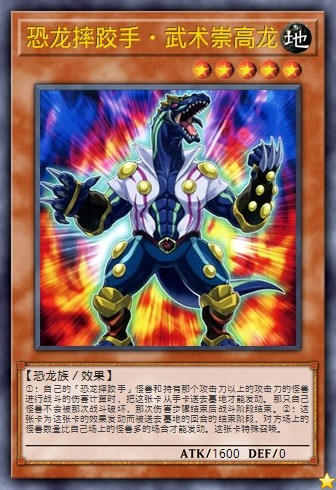 恐龙摔跤手·武术崇高龙
地
【恐龙族/效果】
①:自己的「恐龙摔跤手」怪兽和持有那个攻击力以上的攻击力的怪兽
进行战斗的伤害计算时,把这张卡从手卡送去墓地才能发动。那只自己
怪兽不会被那次战斗破坏,那次伤害步骤结束后战斗阶段结束。②:这
张卡为这张卡的效果发动而被送去墓地的回合的结束阶段,对方场上的
怪兽数量比自己场上的怪兽多的场合才能发动。这张卡特殊召唤。
ATK/1600 DEF/0